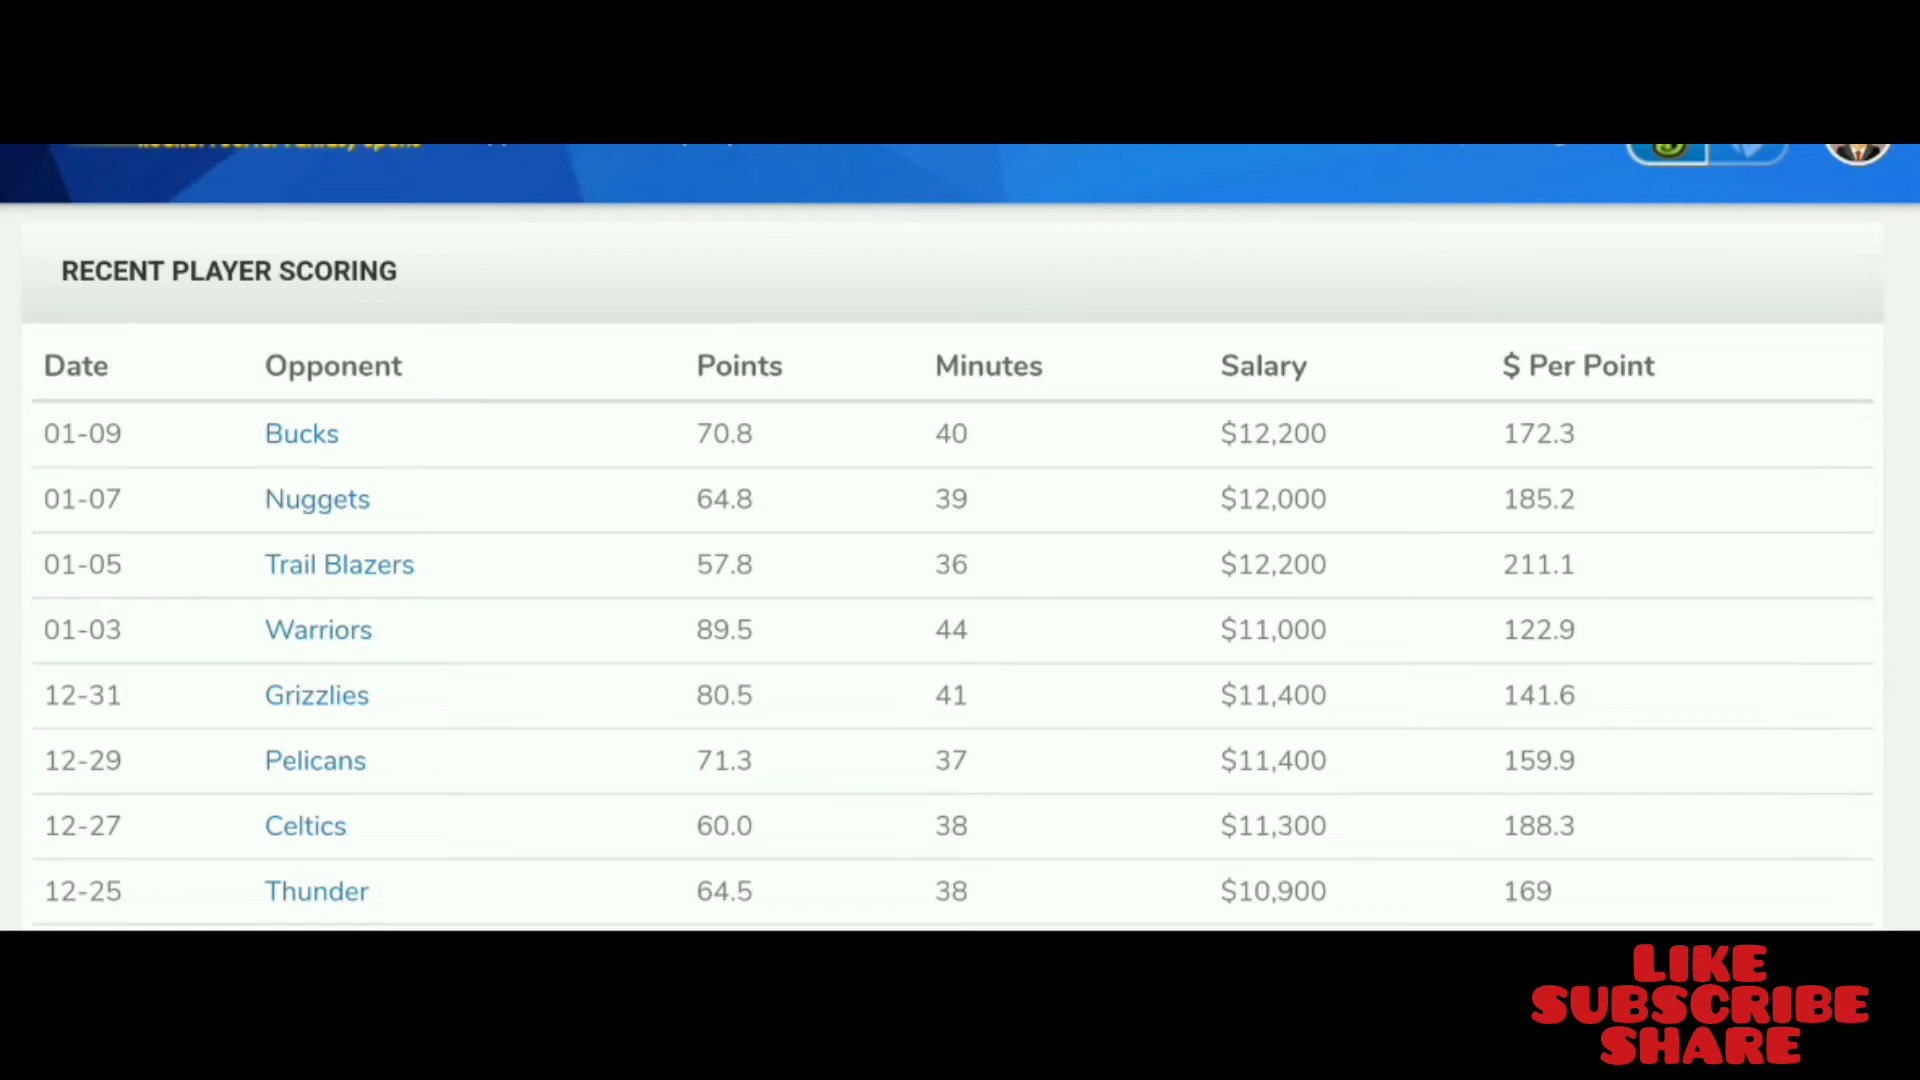 RECENT PLAYER SCORING
Date Opponent Points Minutes Salary $ Per Point
01-09 Bucks 70.8 40 $12,200 172.3
01-07 Nuggets 64.8 39 $12,000 185.2
01-05 Trail Blazers 57.8 36 $12,200 211.1
01-03 Warriors 89.5 44 $11,000 122.9
12-31 Grizzlies 80.5 41 $11,400 141.6
12-29 Pelicans 71.3 37 $11,400 159.9
12-27 Celtics 60.0 38 $11,300 188.3
12-25 Thunder 64.5 38 $10,900 169
LIKE
SUBSCRIBE
SHARE